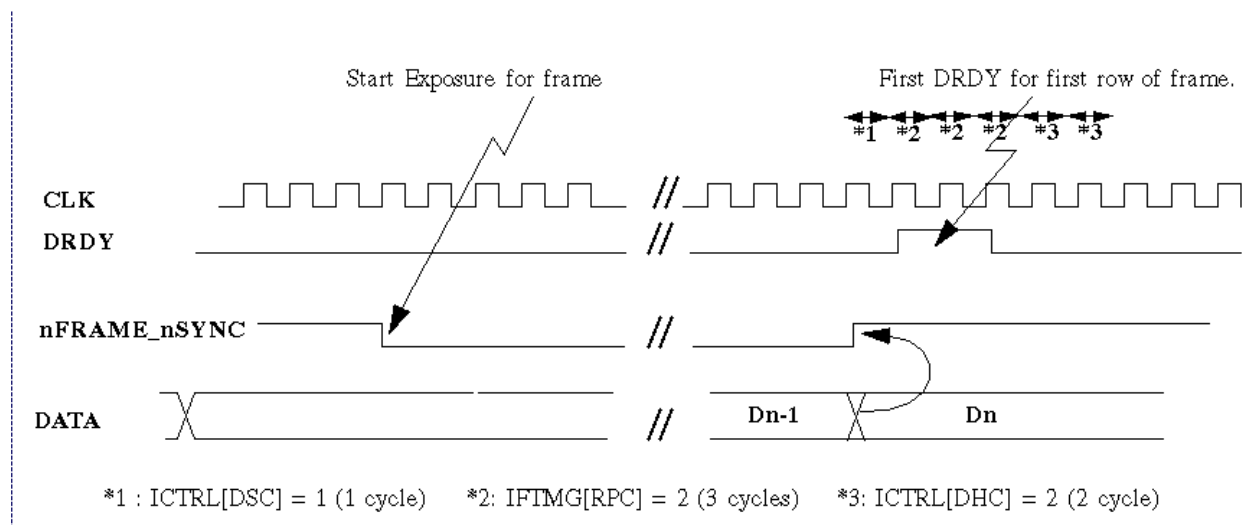 Start Exposure for frame
First DRDY for first row of frame.
*1 *2 *2 *2 *3 *3
CLK //
DRDY //
nFRAME_nSYNC //
DATA // Dn-1 Dn
*1 : ICTRL[DSC] = 1 (1 cycle) *2: IFTMG[RPC] = 2 (3 cycles) *3: ICTRL[DHC] = 2 (2 cycle)